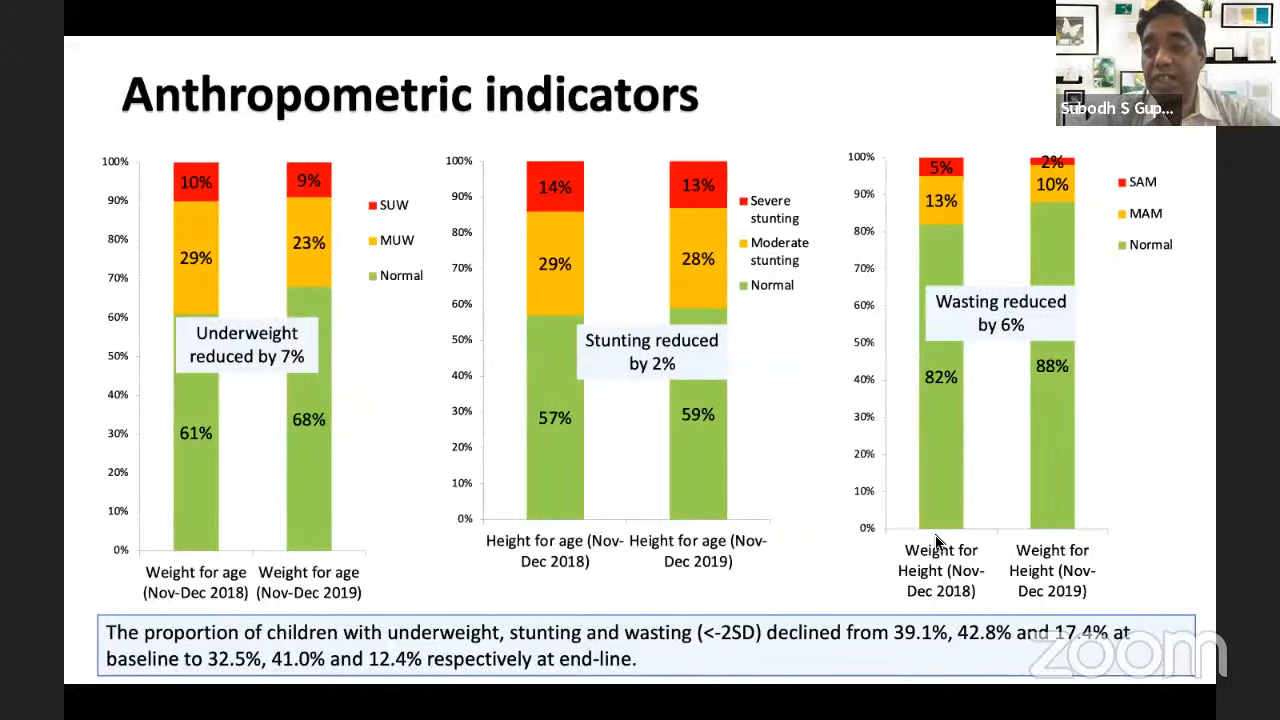 Anthropometric indicators
Subodh S Gup...
100%
90%
80%
70%
60%
50%
40%
30%
20%
10%
0%
10%
29%
61%
9%
23%
68%
SUW
MUW
Normal
Underweight
reduced by 7%
Weight for age
(Nov-Dec 2018)
Weight for age
(Nov-Dec 2019)
100%
90%
80%
70%
60%
50%
40%
30%
20%
10%
0%
14%
29%
57%
13%
28%
59%
Severe
stunting
Moderate
stunting
Normal
Stunting reduced
by 2%
Height for age (Nov-
Dec 2018)
Height for age (Nov-
Dec 2019)
100%
90%
80%
70%
60%
50%
40%
30%
20%
10%
0%
5%
13%
82%
2%
10%
88%
SAM
MAM
Normal
Wasting reduced
by 6%
Weight for
Height (Nov-
Dec 2018)
Weight for
Height (Nov-
Dec 2019)
The proportion of children with underweight, stunting and wasting (<-2SD) declined from 39.1%, 42.8% and 17.4% at
baseline to 32.5%, 41.0% and 12.4% respectively at end-line.
zoom